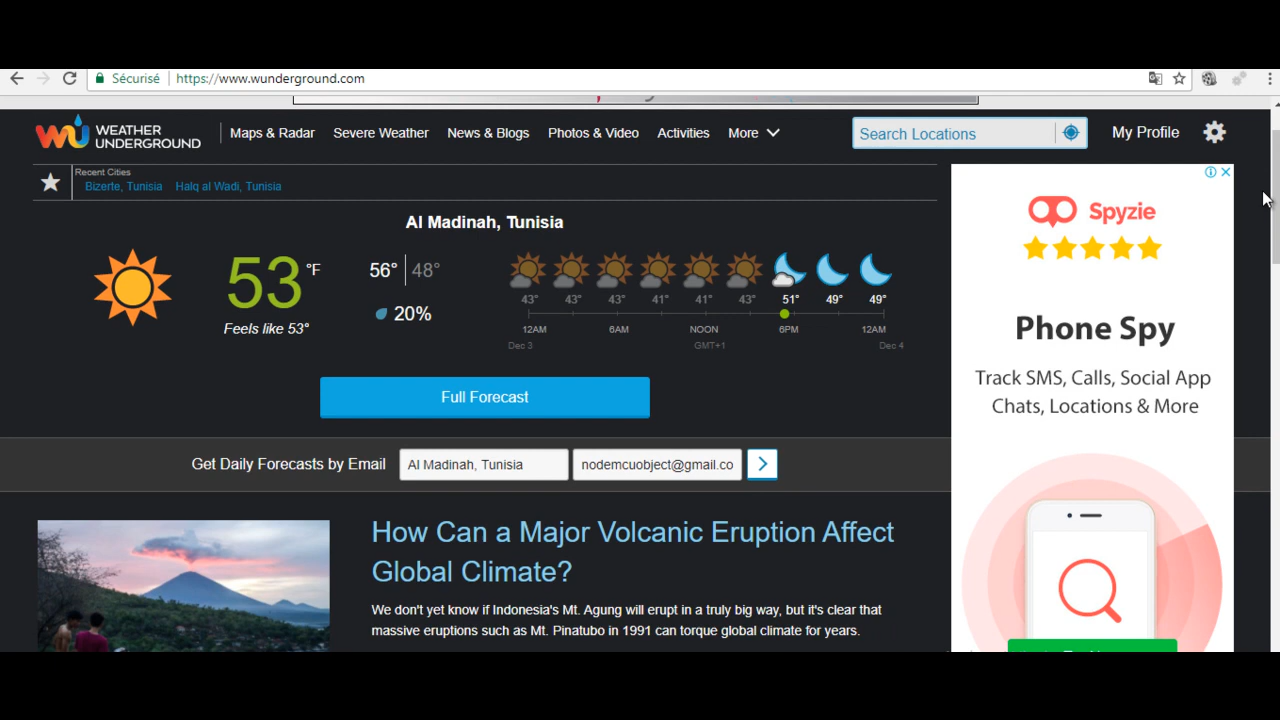 Sécurisé https://www.wunderground.com
WEATHER
UNDERGROUND
Maps & Radar Severe Weather News & Blogs Photos & Video Activities More
Search Locations
My Profile
Recent Cities
Bizerte, Tunisia Halq al Wadi, Tunisia
Al Madinah, Tunisia
53 °F
Feels like 53°
56° 48°
20%
43° 43° 43° 41° 41° 43° 51° 49° 49°
12AM 6AM NOON 6PM 12AM
Dec 3 GMT+1 Dec 4
Full Forecast
Get Daily Forecasts by Email Al Madinah, Tunisia nodemcuobject@gmail.co
How Can a Major Volcanic Eruption Affect
Global Climate?
We don't yet know if Indonesia's Mt. Agung will erupt in a truly big way, but it's clear that
massive eruptions such as Mt. Pinatubo in 1991 can torque global climate for years.
Spyzie
Phone Spy
Track SMS, Calls, Social App
Chats, Locations & More